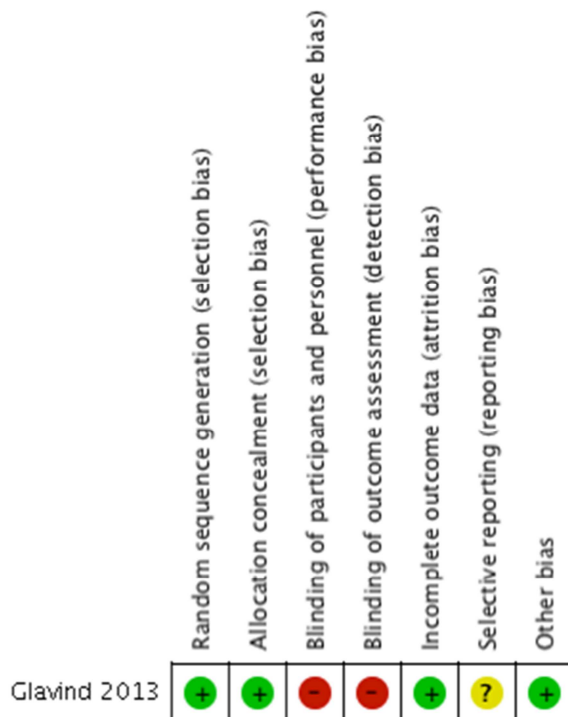 Random sequence generation (selection bias)
Allocation concealment (selection bias)
Blinding of participants and personnel (performance bias)
Blinding of outcome assessment (detection bias)
Incomplete outcome data (attrition bias)
Selective reporting (reporting bias)
Other bias
Glavind 2013 + + - - + ? +